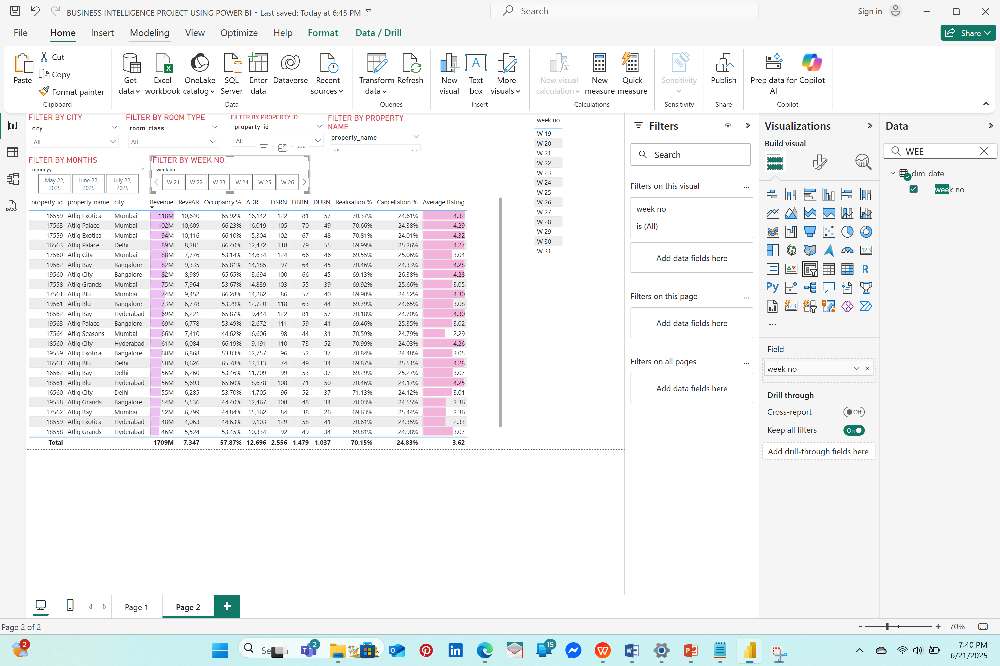 BUSINESS INTELLIGENCE PROJECT USING POWER BI • Last saved: Today at 6:45 PM
Search
Sign in
File Home Insert Modeling View Optimize Help Format Data / Drill
Share
Paste
Cut
Copy
Format painter
Clipboard
Get data
Excel workbook
OneLake catalog
SQL Server
Enter data
Dataverse
Recent sources
Data
Transform data
Refresh
Queries
New visual
Text box
More visuals
Insert
New visual calculation
New measure
Quick measure
Calculations
Sensitivity
Sensitivity
Publish
Share
Prep data for AI
Copilot
Copilot
DAX
FILTER BY CITY
city
All
FILTER BY ROOM TYPE
room_class
All
FILTER BY PROPERTY ID
property_id
All
FILTER BY PROPERTY
NAME
property_name
All
FILTER BY MONTHS
mmm yy
May 22, 2025
June 22, 2025
July 22, 2025
FILTER BY WEEK NO.
week no
W 21 W 22 W 23 W 24 W 25 W 26
property_id property_name city Revenue RevPAR Occupancy % ADR DSRN DBRN DURN Realisation % Cancellation % Average Rating
16559 Atliq Exotica Mumbai 118M 10,640 65.92% 16,142 122 81 57 70.37% 24.61% 4.32
17563 Atliq Palace Mumbai 102M 10,609 66.23% 16,019 105 70 49 70.66% 24.38% 4.29
17559 Atliq Exotica Mumbai 94M 10,116 66.10% 15,304 102 67 48 70.81% 24.01% 4.32
16563 Atliq Palace Delhi 89M 8,281 66.40% 12,472 118 79 55 69.99% 25.26% 4.27
17560 Atliq City Mumbai 88M 7,776 53.14% 14,634 124 66 46 69.55% 25.06% 3.04
19562 Atliq Bay Bangalore 82M 9,335 65.81% 14,185 97 64 45 70.46% 24.33% 4.28
19560 Atliq City Bangalore 82M 8,989 65.65% 13,694 100 66 45 69.13% 26.38% 4.28
17558 Atliq Grands Mumbai 75M 7,964 53.67% 14,839 103 55 39 69.92% 25.66% 3.05
17561 Atliq Blu Mumbai 74M 9,452 66.28% 14,262 86 57 40 69.98% 24.52% 4.30
19561 Atliq Blu Bangalore 73M 6,778 53.29% 12,720 118 63 44 69.79% 24.65% 3.08
18562 Atliq Bay Hyderabad 69M 6,221 65.87% 9,444 122 81 57 70.18% 24.70% 4.30
19563 Atliq Palace Bangalore 69M 6,778 53.49% 12,672 111 59 41 69.46% 25.35% 3.02
17564 Atliq Seasons Mumbai 66M 7,410 44.62% 16,606 98 44 31 70.59% 24.79% 2.29
18560 Atliq City Hyderabad 61M 6,084 66.19% 9,191 110 73 52 70.99% 24.03% 4.26
19559 Atliq Exotica Bangalore 60M 6,868 53.83% 12,757 96 52 37 70.84% 24.48% 3.05
16561 Atliq Blu Delhi 58M 8,626 65.78% 13,113 74 49 34 69.87% 25.51% 4.28
16562 Atliq Bay Delhi 56M 6,260 53.46% 11,709 99 53 37 69.29% 25.27% 3.07
18561 Atliq Blu Hyderabad 56M 5,693 65.60% 8,678 108 71 50 70.46% 24.17% 4.25
16560 Atliq City Delhi 55M 6,285 53.70% 11,705 96 52 37 71.13% 24.12% 3.01
19558 Atliq Grands Bangalore 54M 5,536 44.40% 12,467 108 48 34 70.03% 24.55% 2.36
17562 Atliq Bay Mumbai 52M 6,799 44.84% 15,162 84 38 26 69.63% 25.44% 2.36
18559 Atliq Exotica Hyderabad 48M 4,063 44.63% 9,103 129 58 41 70.61% 24.35% 2.33
18558 Atliq Grands Hyderabad 46M 5,524 53.45% 10,334 92 49 34 69.81% 24.98% 3.07
Total 1709M 7,347 57.87% 12,696 2,556 1,479 1,037 70.15% 24.83% 3.62
week no
W 19
W 20
W 21
W 22
W 23
W 24
W 25
W 26
W 27
W 28
W 29
W 30
W 31
Filters
Search
Filters on this visual ...
week no
is (All)
Add data fields here
Filters on this page ...
Add data fields here
Filters on all pages ...
Add data fields here
Visualizations
Build visual
123
R
Py
123
...
Field
week no
Drill through
Cross-report Off
Keep all filters On
Add drill-through fields here
Data
WEE
dim_date
week no
Page 1
Page 2
+
Page 2 of 2
- + 70%
2
2
19
7:40 PM
6/21/2025